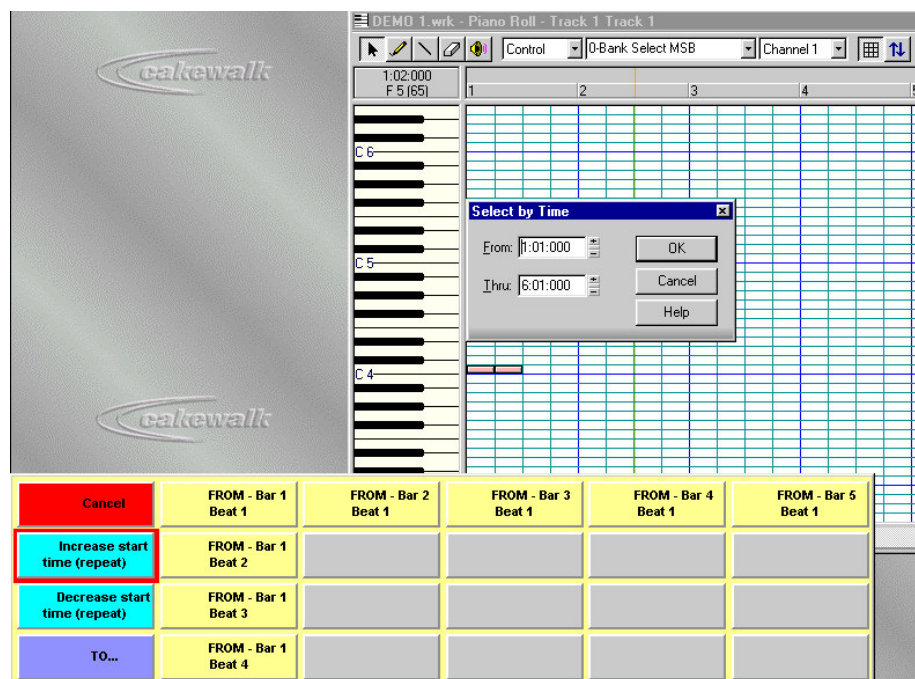 DEMO 1.wrk - Piano Roll - Track 1 Track 1
Control 0-Bank Select MSB Channel 1
1:02:000
F 5 (65) 1 2 3 4
cakewalk
C 6
Select by Time
From: 1:01:000 OK
C 5
Thru: 6:01:000 Cancel
Help
C 4
cakewalk
Cancel
FROM - Bar 1
Beat 1
FROM - Bar 2
Beat 1
FROM - Bar 3
Beat 1
FROM - Bar 4
Beat 1
FROM - Bar 5
Beat 1
Increase start
time (repeat)
FROM - Bar 1
Beat 2
Decrease start
time (repeat)
FROM - Bar 1
Beat 3
TO...
FROM - Bar 1
Beat 4